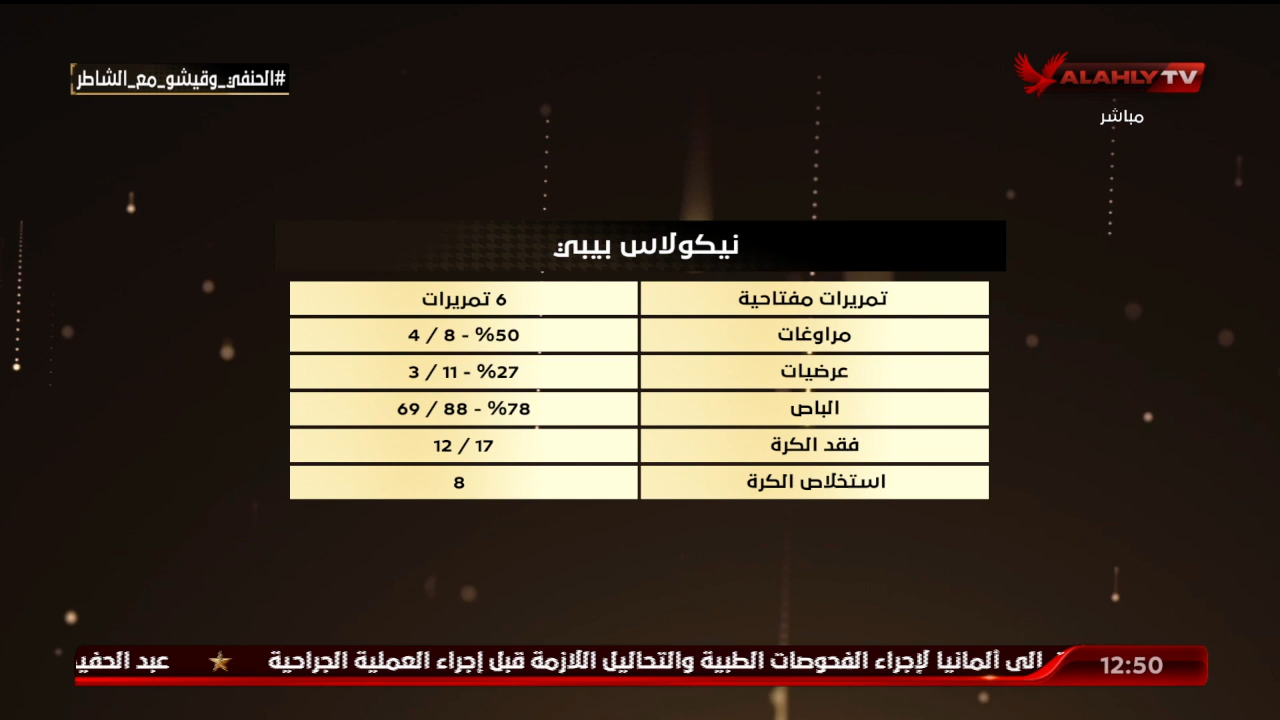 #الحنفي_وقيشو_مع_الشاطر
ALAHLY TV
مباشر
نيكولاس بيبي
تمريرات مفتاحية 6 تمريرات
مراوغات 4 / 8 - %50
عرضيات 3 / 11 - %27
الباص 69 / 88 - %78
فقد الكرة 12 / 17
استخلاص الكرة 8
12:50 الى ألمانيا لإجراء الفحوصات الطبية والتحاليل اللازمة قبل إجراء العملية الجراحية ★ عبد